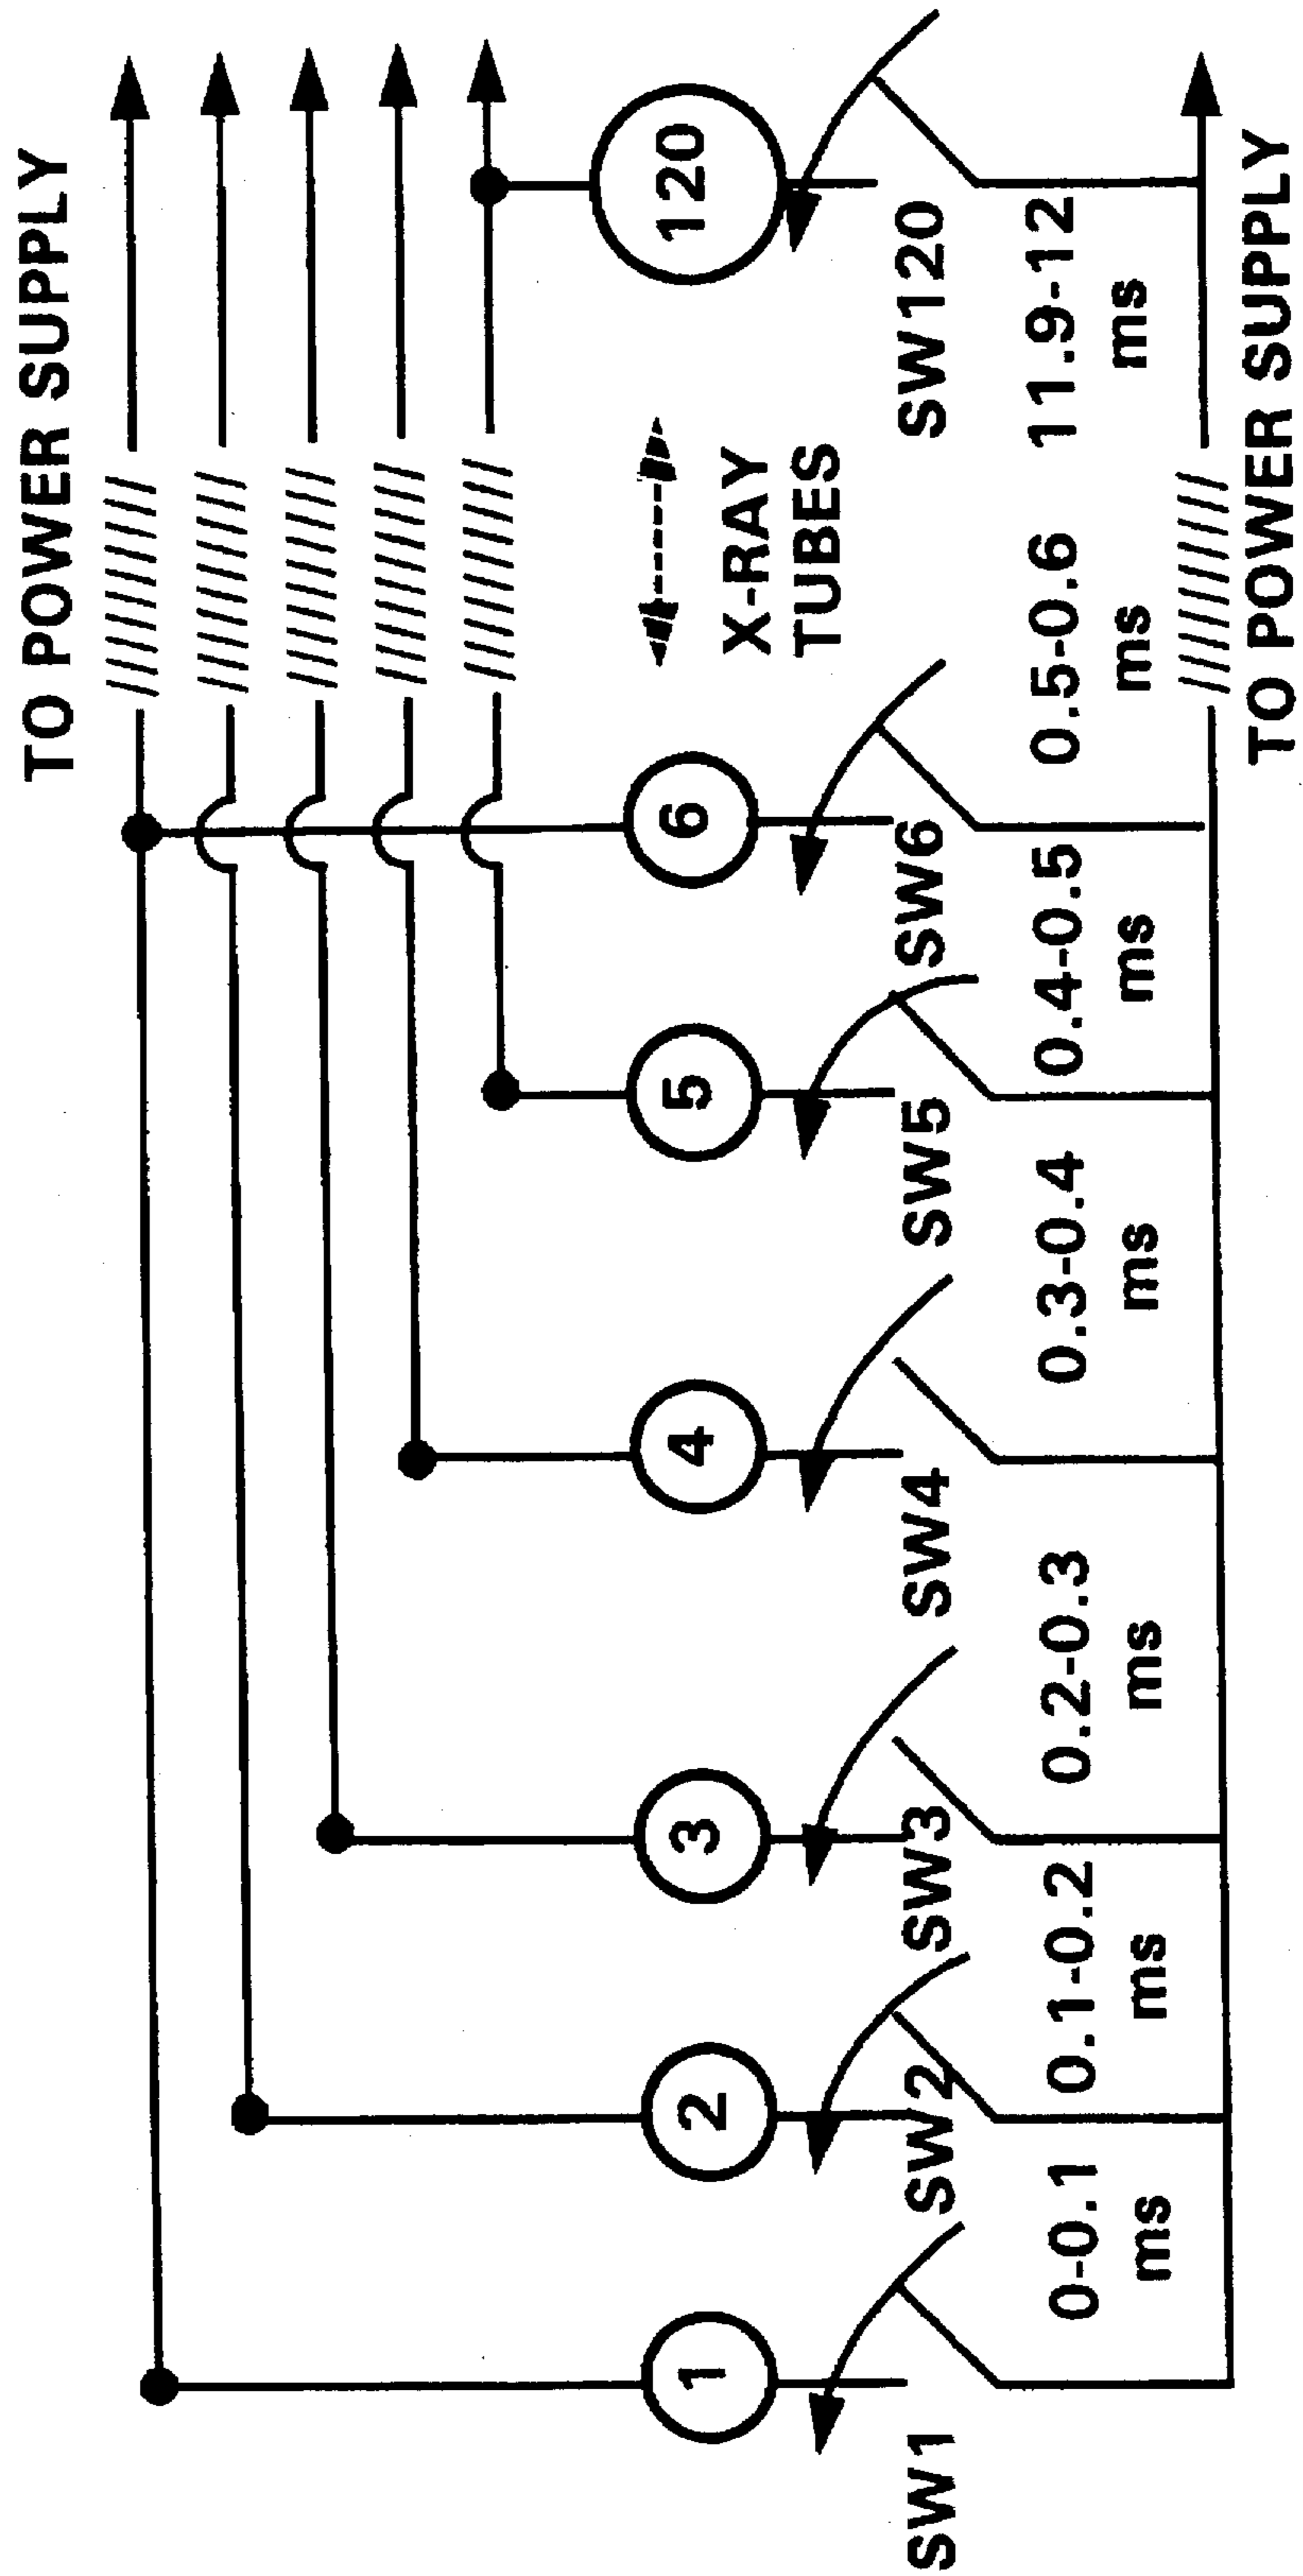 TO POWER SUPPLY
1
2
3
4
5
6
120
X-RAY
TUBES
SW1
SW2
SW3
SW4
SW5
SW6
SW120
0-0.1
ms
0.1-0.2
ms
0.2-0.3
ms
0.3-0.4
ms
0.4-0.5
ms
0.5-0.6
ms
11.9-12
ms
TO POWER SUPPLY